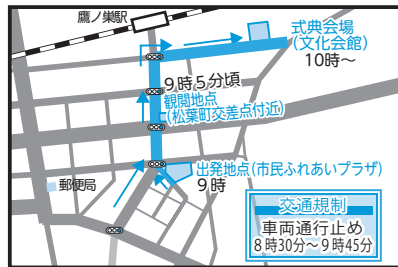 鷹ノ巣駅
式典会場
(文化会館)
10時～
9時5分頃
観閲地点
(松葉町交差点付近)
出発地点(市民ふれあいプラザ)
9時
郵便局
交通規制
車両通行止め
8時30分～9時45分